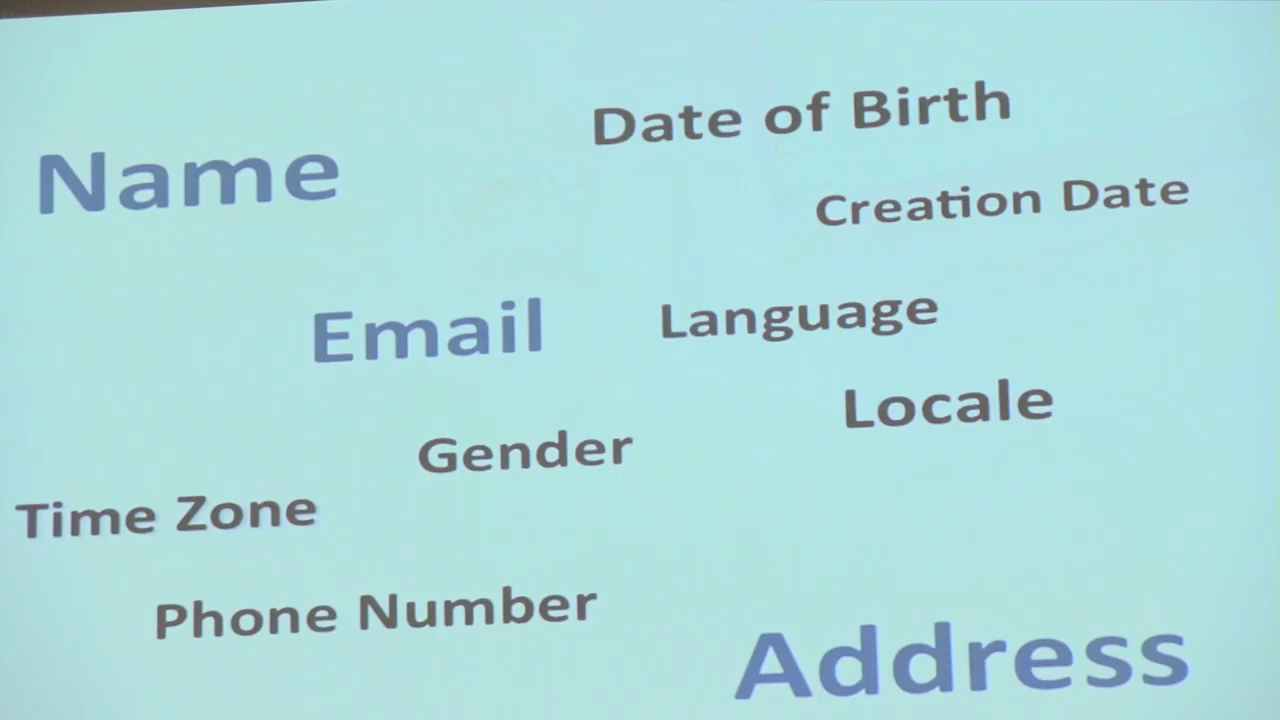 Date of Birth
Name
Creation Date
Email
Language
Locale
Gender
Time Zone
Phone Number
Address